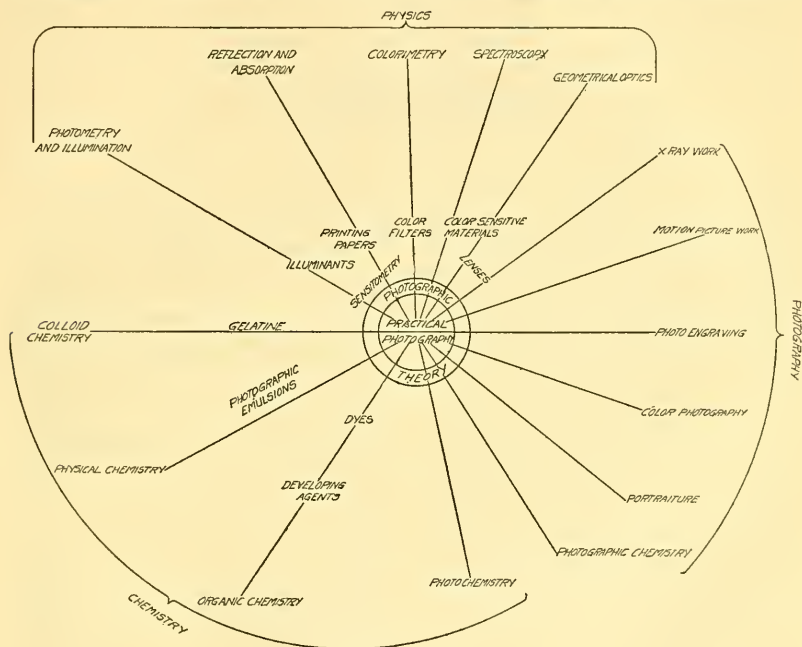 PHYSICS
REFLECTION AND
ABSORPTION
COLORIMETRY
SPECTROSCOPY
GEOMETRICAL OPTICS
PHOTOMETRY
AND ILLUMINATION
X RAY WORK
MOTION PICTURE WORK
PRINTING
PAPERS
COLOR
FILTERS
COLOR SENSITIVE
MATERIALS
ILLUMINANTS
SENSITOMETRY
LENSES
PHOTOGRAPHIC
PRACTICAL
PHOTOGRAPHY
THEORY
COLLOID
CHEMISTRY
GELATINE
PHOTO ENGRAVING
PHOTOGRAPHY
PHOTOGRAPHIC
EMULSIONS
COLOR PHOTOGRAPHY
DYES
PHYSICAL CHEMISTRY
DEVELOPING
AGENTS
PORTRAITURE
PHOTOGRAPHIC CHEMISTRY
PHOTOCHEMISTRY
ORGANIC CHEMISTRY
CHEMISTRY